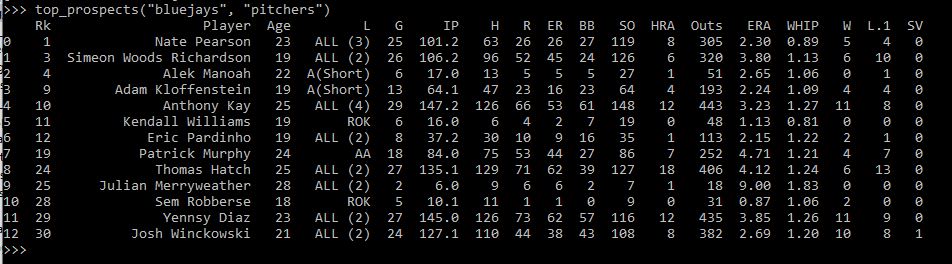 >>> top_prospects("bluejays", "pitchers")
Rk Player Age L G IP H R ER BB SO HRA Outs ERA WHIP W L.1 SV
0 1 Nate Pearson 23 ALL (3) 25 101.2 63 26 26 27 119 8 305 2.30 0.89 5 4 0
1 3 Simeon Woods Richardson 19 ALL (2) 26 106.2 96 52 45 24 126 6 320 3.80 1.13 6 10 0
2 4 Alek Manoah 22 A(Short) 6 17.0 13 5 5 5 27 1 51 2.65 1.06 0 1 0
3 9 Adam Kloffenstein 19 A(Short) 13 64.1 47 23 16 23 64 4 193 2.24 1.09 4 4 0
4 10 Anthony Kay 25 ALL (4) 29 147.2 126 66 53 61 148 12 443 3.23 1.27 11 8 0
5 11 Kendall Williams 19 ROK 6 16.0 6 4 2 7 19 0 48 1.13 0.81 0 0 0
6 12 Eric Pardinho 19 ALL (2) 8 37.2 30 10 9 16 35 1 113 2.15 1.22 2 1 0
7 19 Patrick Murphy 24 AA 18 84.0 75 53 44 27 86 7 252 4.71 1.21 4 7 0
8 24 Thomas Hatch 25 ALL (2) 27 135.1 129 71 62 39 127 18 406 4.12 1.24 6 13 0
9 25 Julian Merryweather 28 ALL (2) 2 6.0 9 6 6 2 7 1 18 9.00 1.83 0 0 0
10 28 Sem Robberse 18 ROK 5 10.1 11 1 1 0 9 0 31 0.87 1.06 2 0 0
11 29 Yennsy Diaz 23 ALL (2) 27 145.0 126 73 62 57 116 12 435 3.85 1.26 11 9 0
12 30 Josh Winckowski 21 ALL (2) 24 127.1 110 44 38 43 108 8 382 2.69 1.20 10 8 1
>>>